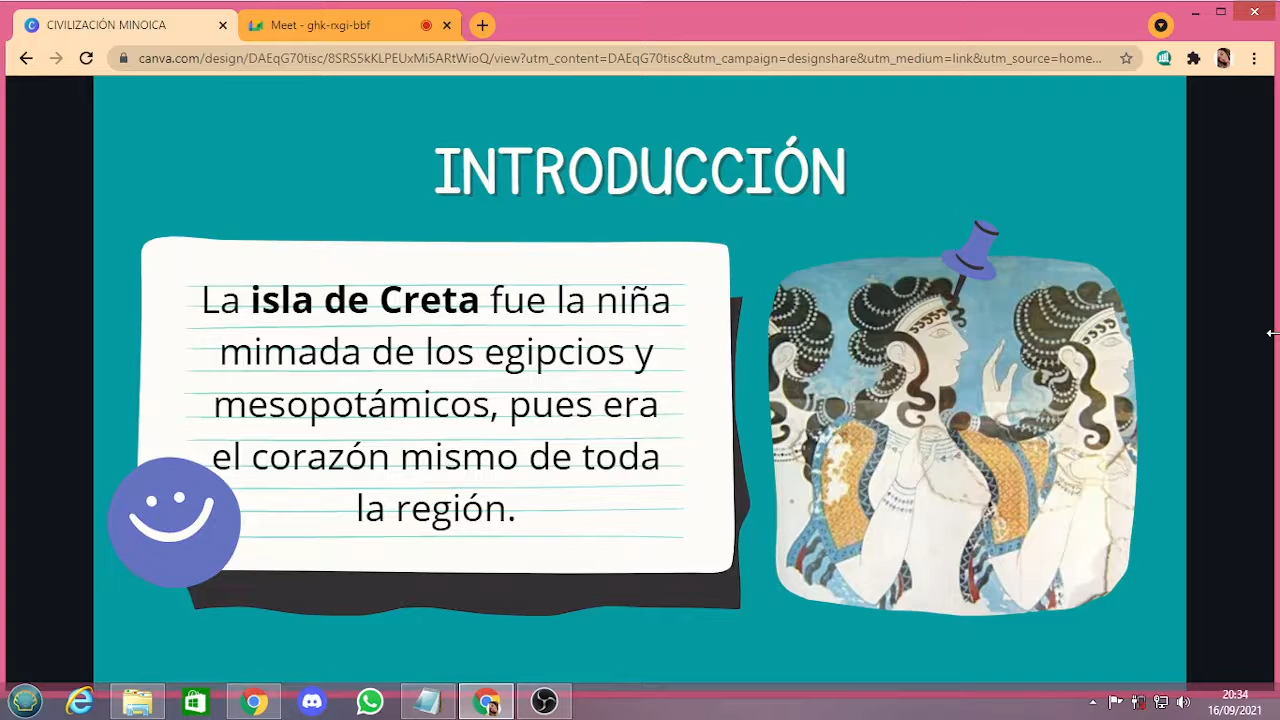 CIVILIZACIÓN MINOICA
Meet - ghk-rxgi-bbf
canva.com/design/DAEqG70tisc/8SRS5kKLPEUxMi5ARtWjpQ/view?utm_content=DAEqG70tisc&utm_campaign=designshare&utm_medium=link&utm_source=home...
INTRODUCCIÓN
La isla de Creta fue la niña
mimada de los egipcios y
mesopotámicos, pues era
el corazón mismo de toda
la región.
20:34
16/09/2021